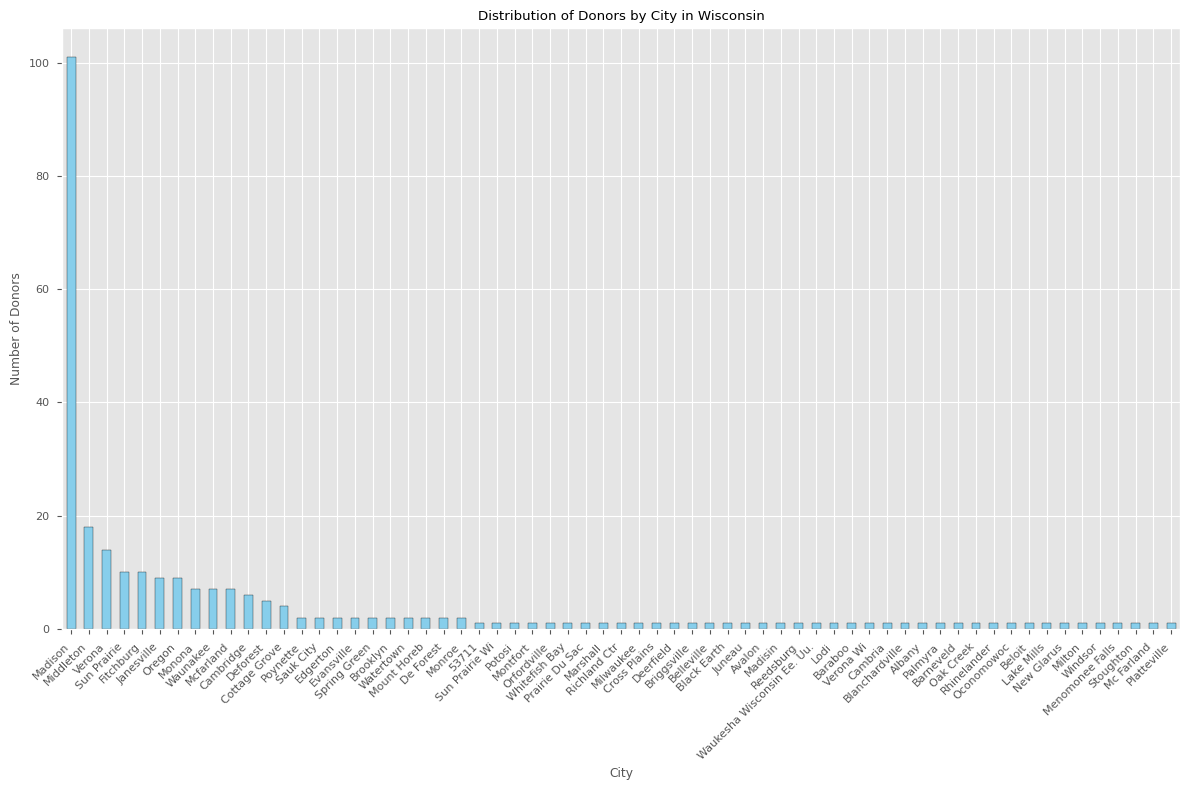 Distribution of Donors by City in Wisconsin
Number of Donors
100
80
60
40
20
0
Madison
Middleton
Verona
Sun Prairie
Fitchburg
Janesville
Oregon
Monona
Waunakee
Mcfarland
Cambridge
Deforest
Cottage Grove
Poynette
Sauk City
Edgerton
Evansville
Spring Green
Brooklyn
Watertown
Mount Horeb
De Forest
Monroe
53711
Sun Prairie Wi
Potosi
Montfort
Orfordville
Whitefish Bay
Prairie Du Sac
Marshall
Richland Ctr
Milwaukee
Cross Plains
Deerfield
Briggsville
Belleville
Black Earth
Juneau
Avalon
Madisin
Reedsburg
Waukesha Wisconsin Ee. Uu.
Lodi
Baraboo
Verona Wi
Cambria
Blanchardville
Albany
Palmyra
Barneveld
Oak Creek
Rhinelander
Oconomowoc
Beloit
Lake Mills
New Glarus
Milton
Windsor
Menomonee Falls
Stoughton
Mc Farland
Platteville
City